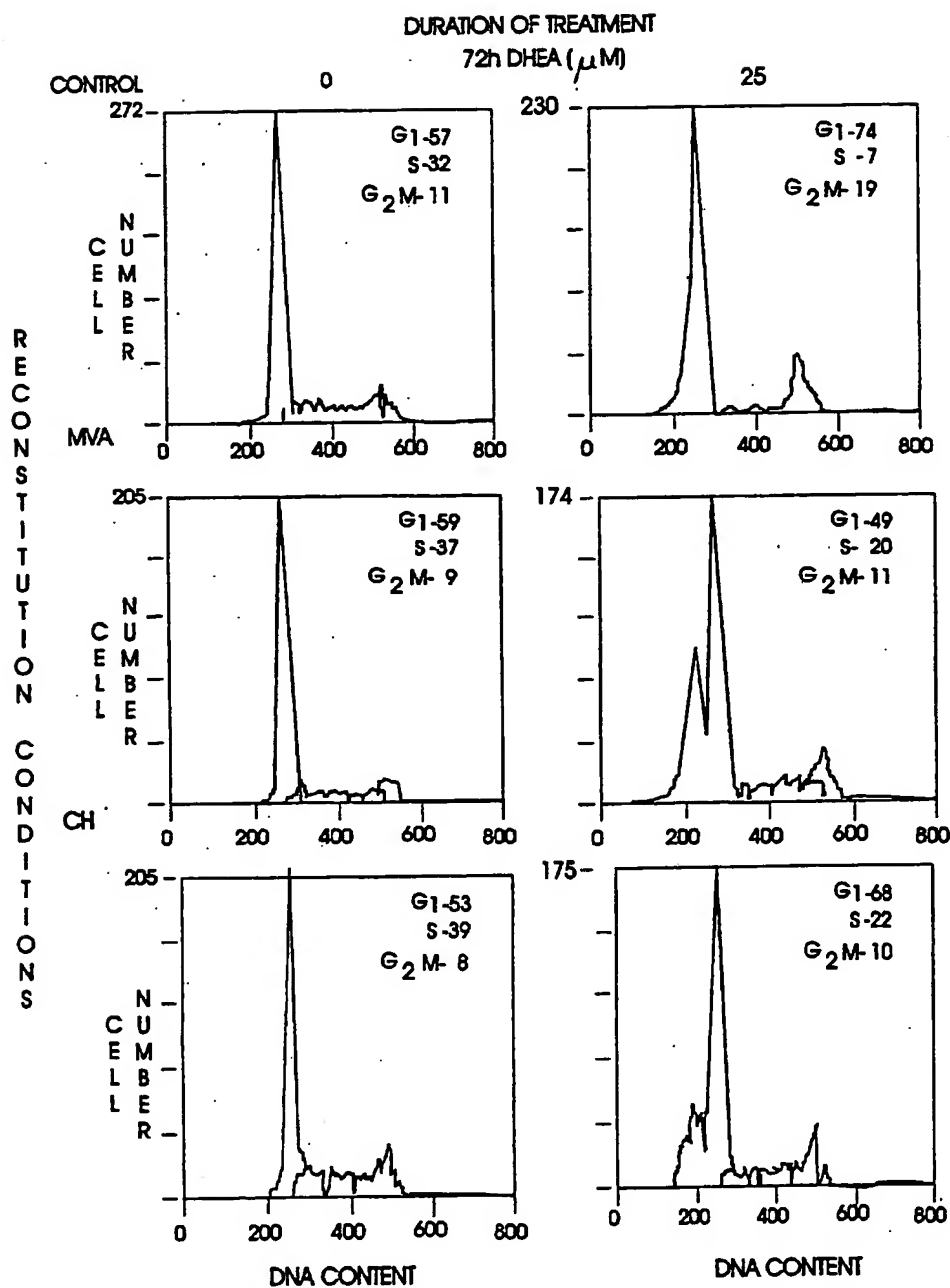 DURATION OF TREATMENT
72h DHEA (μM)
CONTROL
0
25
272
G1-57
S-32
G2M-11
CELL
NUMBER
0 200 400 600 800
230
G1-74
S -7
G2M-19
0 200 400 600 800
RECONSTITUTION CONDITIONS
MVA
205
G1-59
S-37
G2M- 9
CELL
NUMBER
0 200 400 600 800
174
G1-49
S- 20
G2M-11
0 200 400 600 800
CH
205
G1-53
S-39
G2M- 8
CELL
NUMBER
0 200 400 600 800
DNA CONTENT
175
G1-68
S-22
G2M-10
0 200 400 600 800
DNA CONTENT